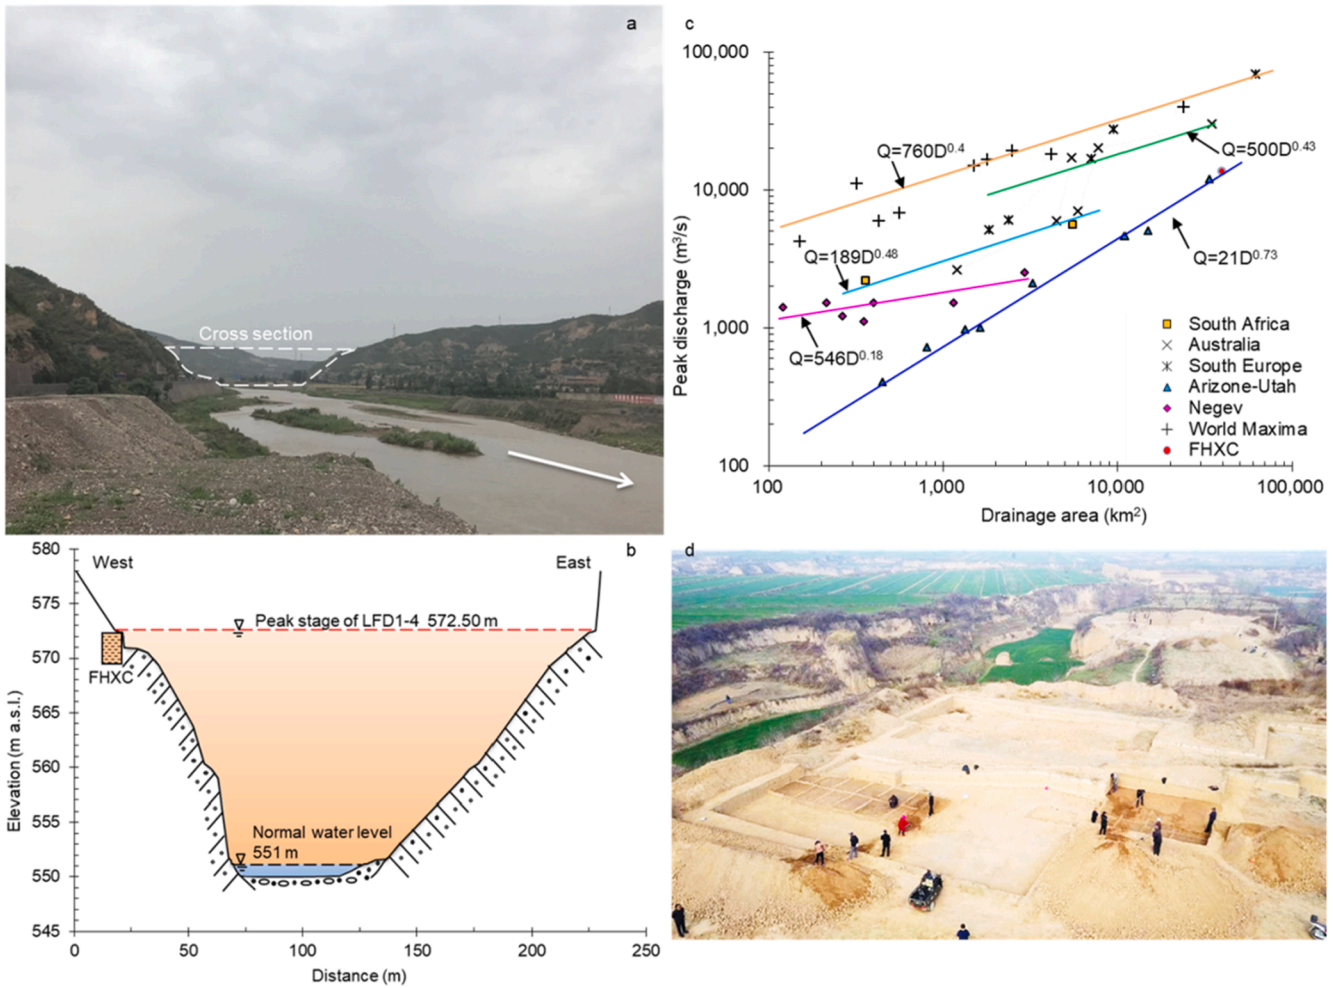 a
Cross section
b
580
575
570
565
560
555
550
545
Elevation (m a.s.l.)
West
East
Peak stage of LFD1-4 572.50 m
FHXC
Normal water level
551 m
0
50
100
150
200
250
Distance (m)
c
100,000
10,000
1,000
100
Peak discharge (m³/s)
Q=760D^0.4
Q=500D^0.43
Q=189D^0.48
Q=21D^0.73
Q=546D^0.18
South Africa
Australia
South Europe
Arizone-Utah
Negev
World Maxima
FHXC
100
1,000
10,000
100,000
Drainage area (km²)
d